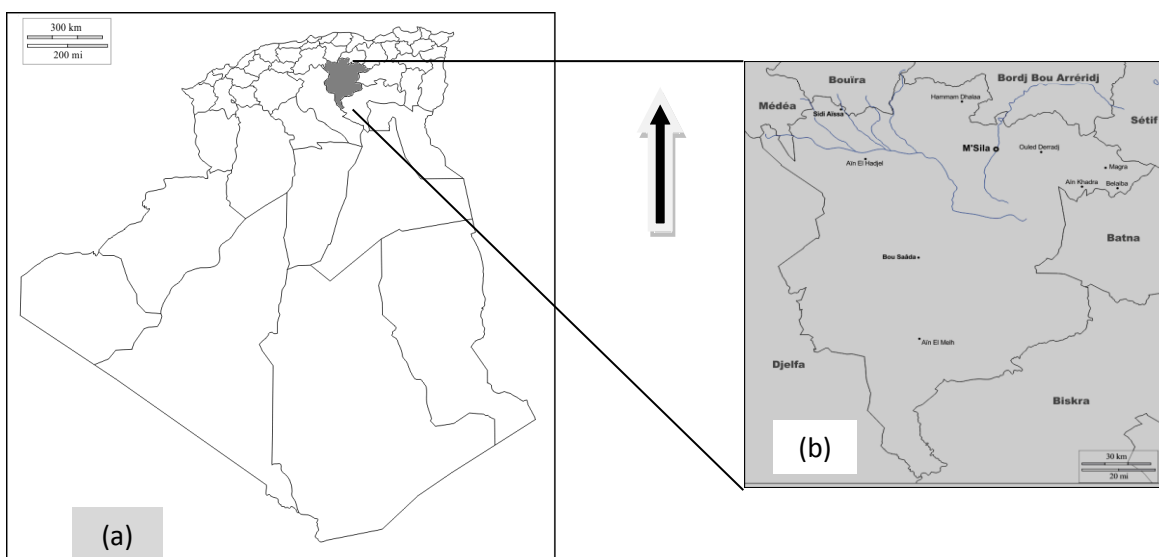 300 km
200 mi
(a)
Bouïra
Bordj Bou Arréridj
Médéa
Hammam Dhalaa
Sidi Aïssa
Sétif
M'Sila
Ouled Derradj
Aïn El Hadjel
Magra
Aïn Khadra
Belaiba
Batna
Bou Saâda
Aïn El Melh
Djelfa
Biskra
(b)
30 km
20 mi